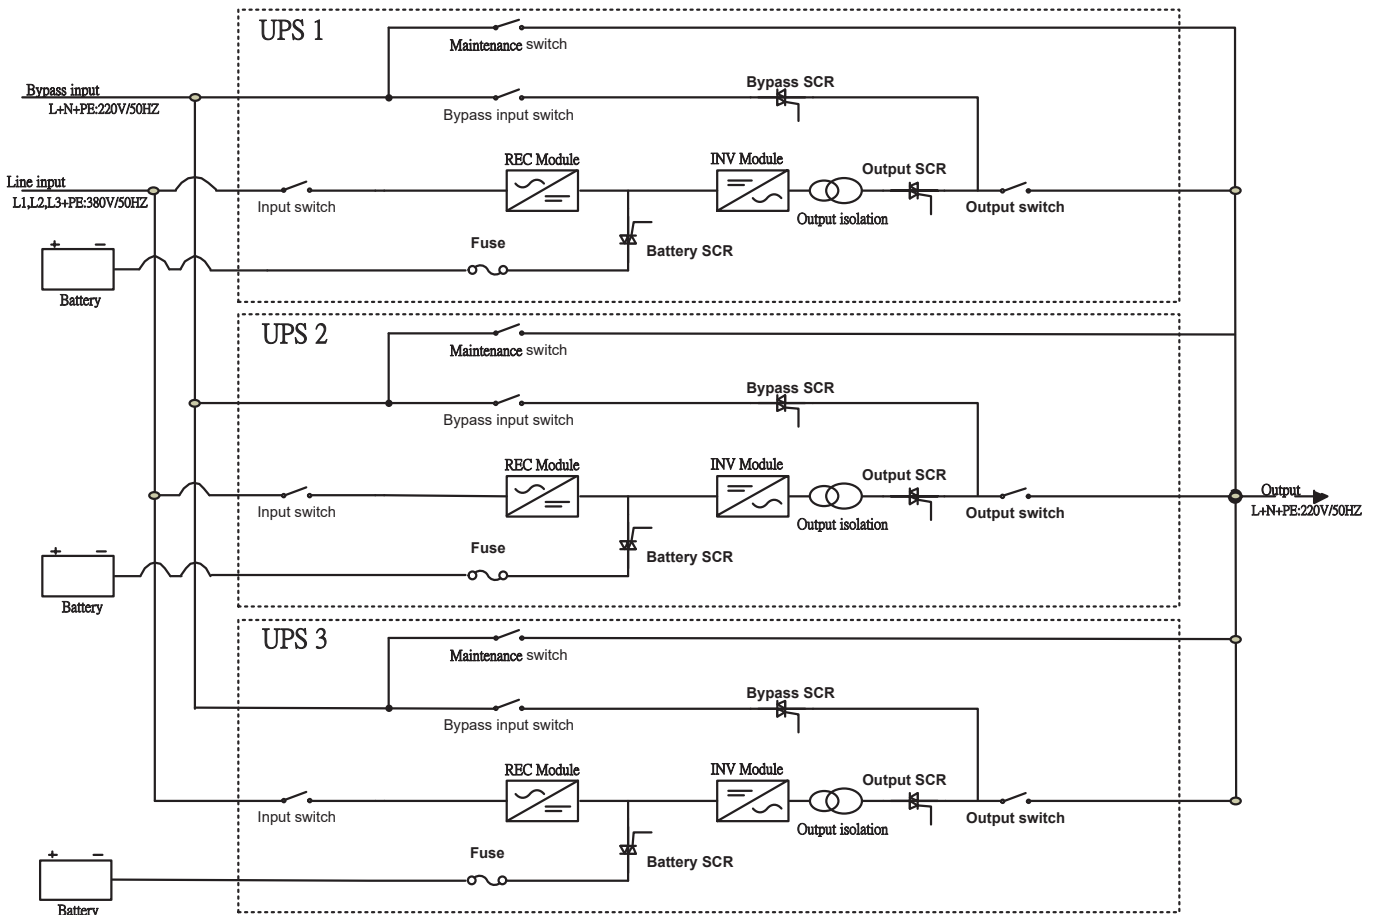 UPS 1
Maintenance switch
Bypass input
L+N+PE:220V/50HZ
Bypass SCR
Bypass input switch
Line input
L1,L2,L3+PE:380V/50HZ
Input switch
REC Module
INV Module
Output SCR
Output isolation
Output switch
+ −
Battery
Fuse
Battery SCR
UPS 2
Maintenance switch
Bypass SCR
Bypass input switch
Input switch
REC Module
INV Module
Output SCR
Output isolation
Output switch
Output
L+N+PE:220V/50HZ
+ −
Battery
Fuse
Battery SCR
UPS 3
Maintenance switch
Bypass SCR
Bypass input switch
Input switch
REC Module
INV Module
Output SCR
Output isolation
Output switch
+ −
Battery
Fuse
Battery SCR